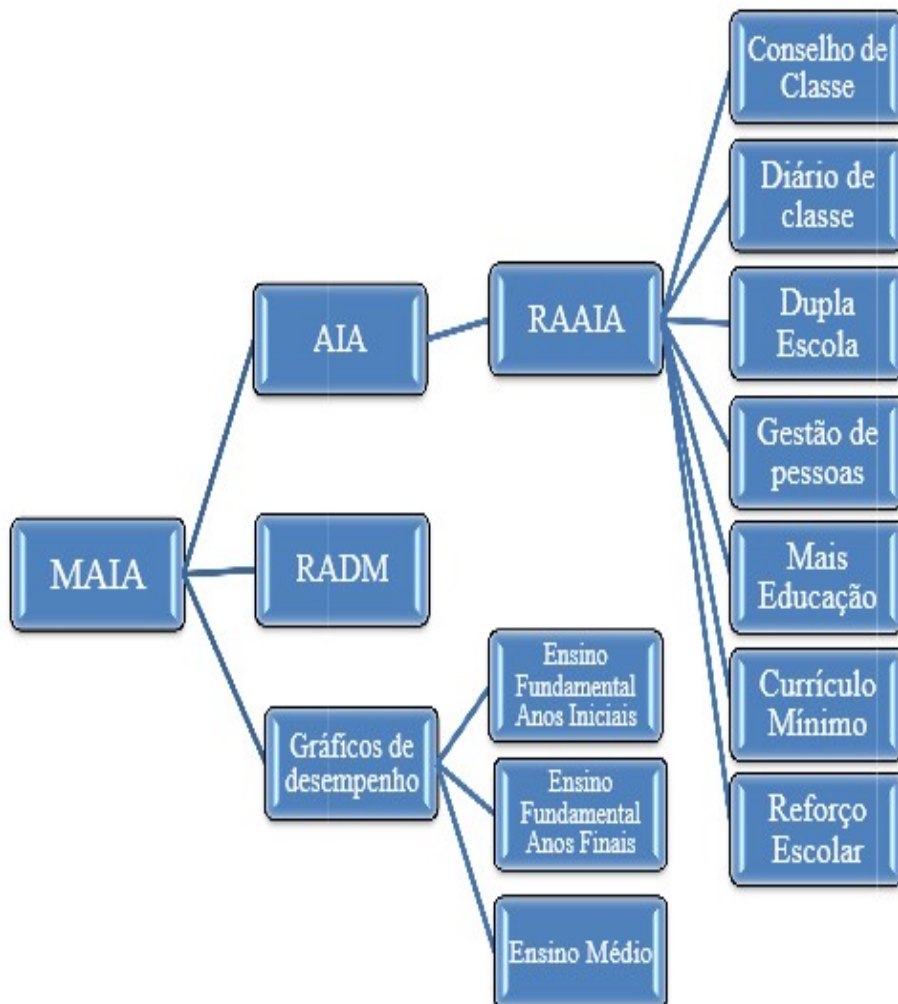 MAIA
AIA
RADM
Gráficos de
desempenho
RAAIA
Ensino
Fundamental
Anos Iniciais
Ensino
Fundamental
Anos Finais
Ensino Médio
Conselho de
Classe
Diário de
classe
Dupla
Escola
Gestão de
pessoas
Mais
Educação
Currículo
Mínimo
Reforço
Escolar